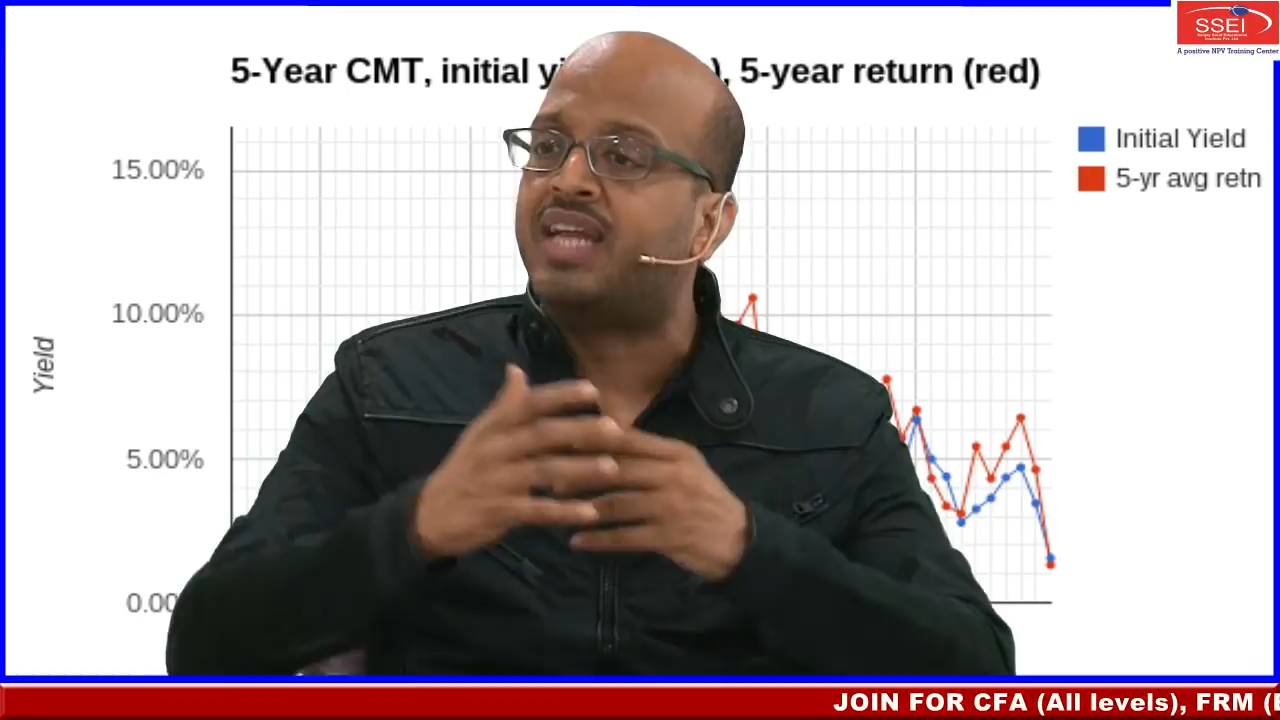 SSEI
A positive NPV Training Center
5-Year CMT, initial yi ), 5-year return (red)
Initial Yield
5-yr avg retn
15.00%
10.00%
Yield
5.00%
0.00
JOIN FOR CFA (All levels), FRM (